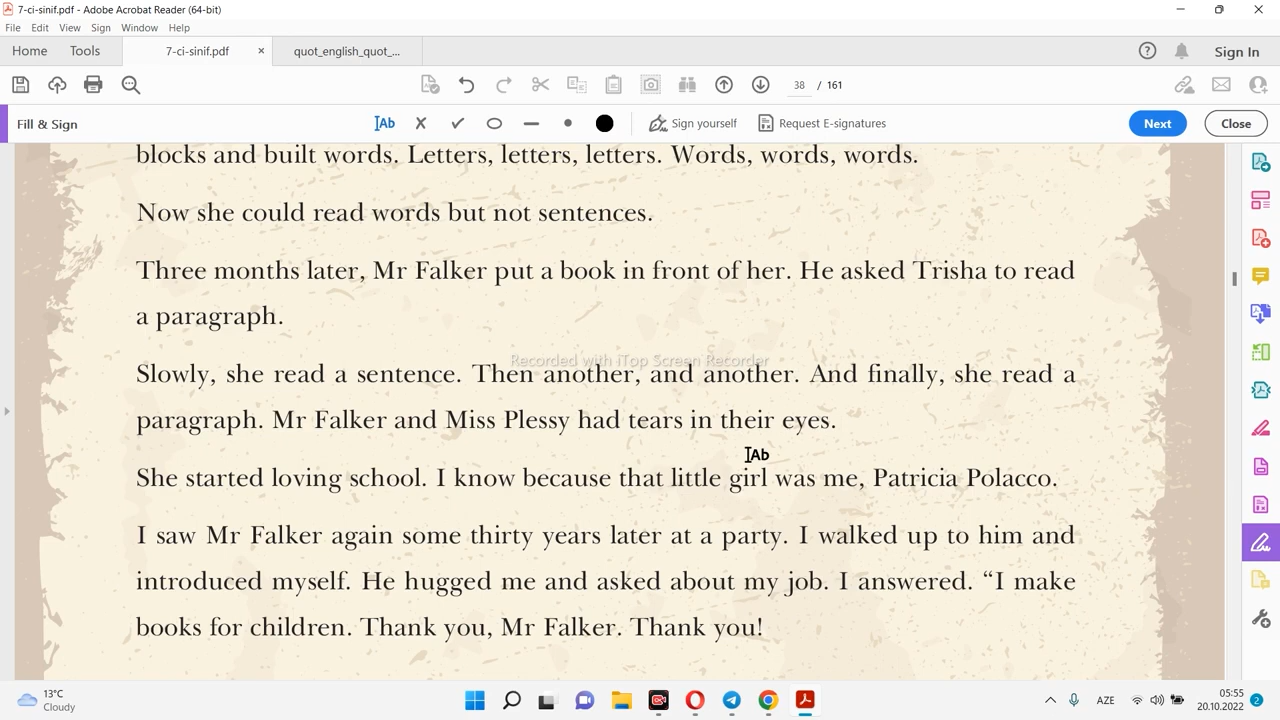 7-ci-sinif.pdf - Adobe Acrobat Reader (64-bit)
File Edit View Sign Window Help
Home Tools 7-ci-sinif.pdf × quot_english_quot_... Sign In
38 / 161
Fill & Sign Ab Sign yourself Request E-signatures Next Close
blocks and built words. Letters, letters, letters. Words, words, words.
Now she could read words but not sentences.
Three months later, Mr Falker put a book in front of her. He asked Trisha to read
a paragraph.
Recorded with iTop Screen Recorder
Slowly, she read a sentence. Then another, and another. And finally, she read a
paragraph. Mr Falker and Miss Plessy had tears in their eyes.
Ab
She started loving school. I know because that little girl was me, Patricia Polacco.
I saw Mr Falker again some thirty years later at a party. I walked up to him and
introduced myself. He hugged me and asked about my job. I answered. “I make
books for children. Thank you, Mr Falker. Thank you!
13°C
Cloudy
AZE
05:55
20.10.2022
2